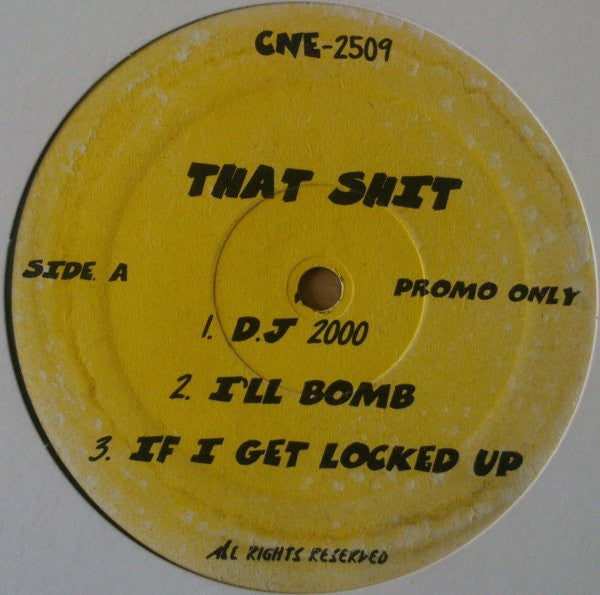 CNE-2509
THAT SHIT
SIDE. A
PROMO ONLY
1. D.J 2000
2. I'LL BOMB
3. IF I GET LOCKED UP
ALL RIGHTS RESERVED